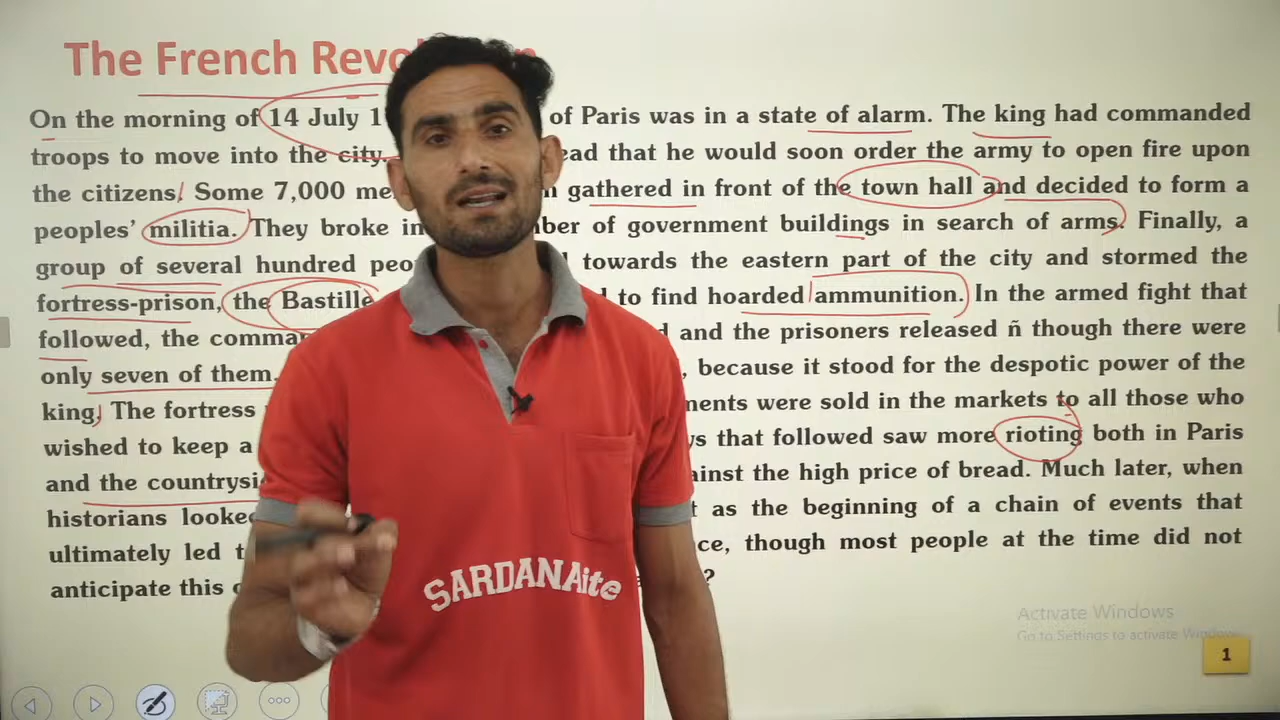 The French Revol
On the morning of 14 July 1 of Paris was in a state of alarm. The king had commanded
troops to move into the city. ead that he would soon order the army to open fire upon
the citizens. Some 7,000 me n gathered in front of the town hall and decided to form a
peoples' militia. They broke in ber of government buildings in search of arms. Finally, a
group of several hundred peo towards the eastern part of the city and stormed the
fortress-prison, the Bastille to find hoarded ammunition. In the armed fight that
followed, the comma d and the prisoners released ñ though there were
only seven of them. , because it stood for the despotic power of the
king. The fortress ments were sold in the markets to all those who
wished to keep a ys that followed saw more rioting both in Paris
and the countrysi ainst the high price of bread. Much later, when
historians looked t as the beginning of a chain of events that
ultimately led t ce, though most people at the time did not
anticipate this ?
SARDANAite
Activate Windows
Go to Settings to activate Windows.
1